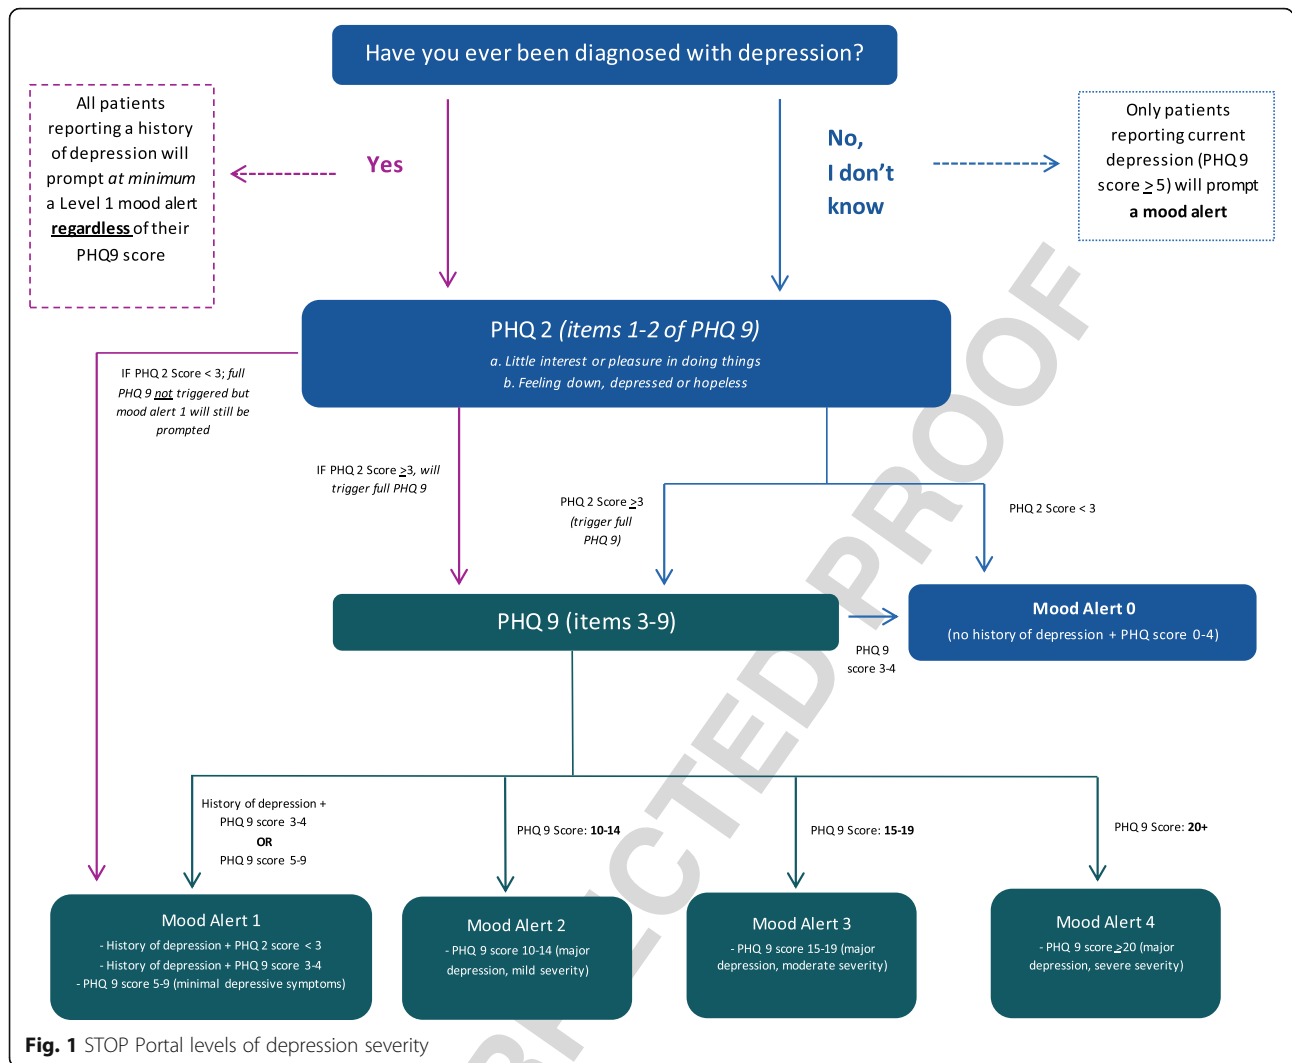 Have you ever been diagnosed with depression?
All patients
reporting a history
of depression will
prompt at minimum
a Level 1 mood alert
regardless of their
PHQ9 score
Yes
No,
I don't
know
Only patients
reporting current
depression (PHQ 9
score ≥ 5) will prompt
a mood alert
PHQ 2 (items 1-2 of PHQ 9)
a. Little interest or pleasure in doing things
b. Feeling down, depressed or hopeless
IF PHQ 2 Score < 3; full
PHQ 9 not triggered but
mood alert 1 will still be
prompted
IF PHQ 2 Score ≥3, will
trigger full PHQ 9
PHQ 2 Score ≥3
(trigger full
PHQ 9)
PHQ 2 Score < 3
PHQ 9 (items 3-9)
PHQ 9
score 3-4
Mood Alert 0
(no history of depression + PHQ score 0-4)
History of depression +
PHQ 9 score 3-4
OR
PHQ 9 score 5-9
PHQ 9 Score: 10-14
PHQ 9 Score: 15-19
PHQ 9 Score: 20+
Mood Alert 1
- History of depression + PHQ 2 score < 3
- History of depression + PHQ 9 score 3-4
- PHQ 9 score 5-9 (minimal depressive symptoms)
Mood Alert 2
- PHQ 9 score 10-14 (major
depression, mild severity)
Mood Alert 3
- PHQ 9 score 15-19 (major
depression, moderate severity)
Mood Alert 4
- PHQ 9 score ≥20 (major
depression, severe severity)
Fig. 1 STOP Portal levels of depression severity